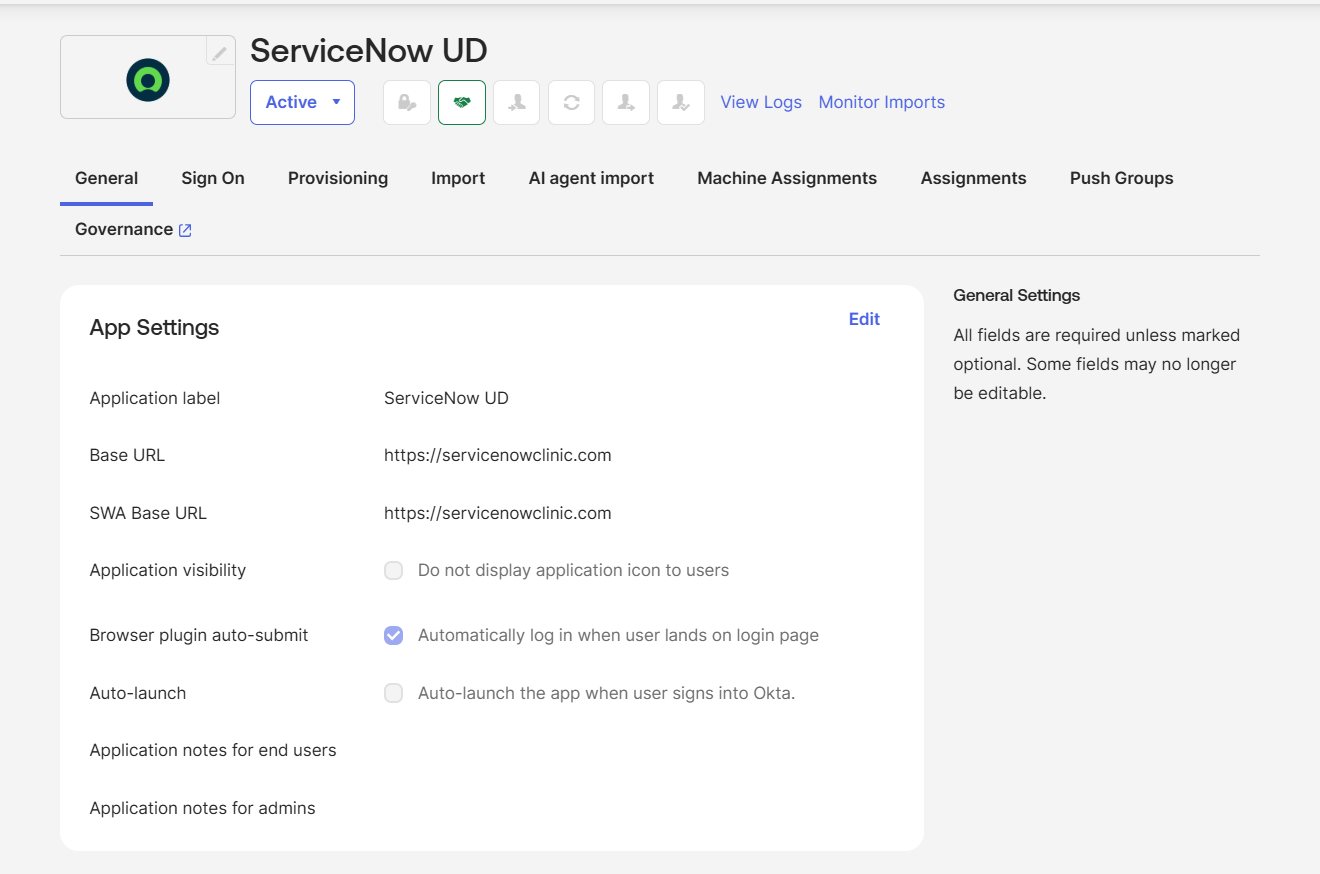 ServiceNow UD
Active
View Logs
Monitor Imports
General
Sign On
Provisioning
Import
AI agent import
Machine Assignments
Assignments
Push Groups
Governance
App Settings
Edit
Application label
ServiceNow UD
Base URL
https://servicenowclinic.com
SWA Base URL
https://servicenowclinic.com
Application visibility
Do not display application icon to users
Browser plugin auto-submit
Automatically log in when user lands on login page
Auto-launch
Auto-launch the app when user signs into Okta.
Application notes for end users
Application notes for admins
General Settings
All fields are required unless marked
optional. Some fields may no longer
be editable.